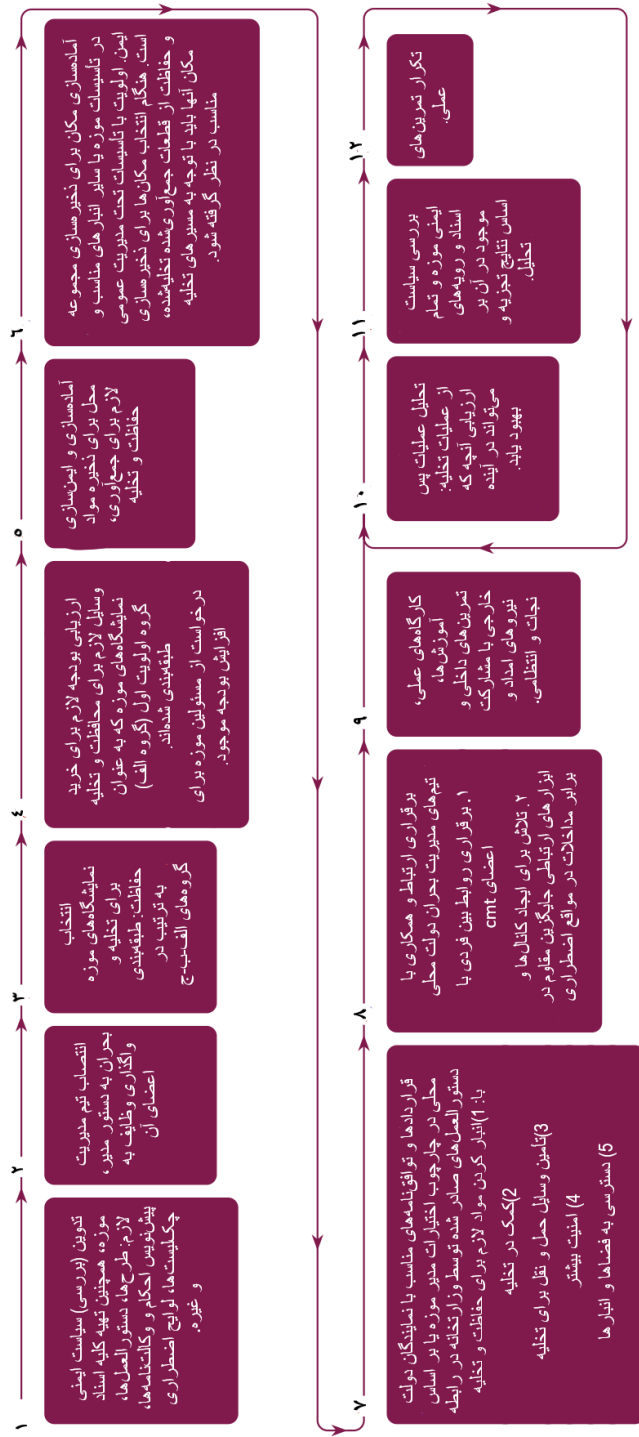 ۱
تدوین (بررسی) سیاست ایمنی
موزه، همچنین تهیه کلیه اسناد
لازم: طرح‌ها، دستورالعمل‌ها،
پیش‌نویس احکام و وکالت‌نامه‌ها،
چک‌لیست‌ها، لوایح اضطراری
و غیره.
۲
انتصاب تیم مدیریت
بحران به دستور مدیر،
واگذاری وظایف به
اعضای آن
۳
انتخاب
نمایشگاه‌های موزه
برای تخلیه و
حفاظت: طبقه‌بندی
به ترتیب در
گروه‌های الف-ب-ج
۴
ارزیابی بودجه لازم برای خرید
وسایل لازم برای محافظت و تخلیه
نمایشگاه‌های موزه که به عنوان
گروه اولویت اول (گروه الف)
طبقه‌بندی شده‌اند.
درخواست از مسئولین موزه برای
افزایش بودجه موجود.
۵
آماده‌سازی و ایمن‌سازی
محل برای ذخیره مواد
لازم برای جمع‌آوری،
حفاظت و تخلیه
۶
آماده‌سازی مکان برای ذخیره‌سازی مجموعه
در تأسیسات موزه یا سایر انبارهای مناسب و
ایمن. اولویت با تأسیسات تحت مدیریت عمومی
است. هنگام انتخاب مکان‌ها برای ذخیره‌سازی
و حفاظت از قطعات جمع‌آوری‌شده تخلیه‌شده،
مکان آنها باید با توجه به مسیرهای تخلیه
مناسب در نظر گرفته شود.
۷
قراردادها و توافق‌نامه‌های مناسب با نمایندگان دولت
محلی در چارچوب اختیارات مدیر موزه یا بر اساس
دستورالعمل‌های صادر شده توسط وزارتخانه در رابطه
با: 1)انبار کردن مواد لازم برای حفاظت و تخلیه
2)کمک در تخلیه
3)تامین وسایل حمل و نقل برای تخلیه
4) امنیت بیشتر
5) دسترسی به فضاها و انبارها
۸
برقراری ارتباط و همکاری با
تیم‌های مدیریت بحران دولت محلی
۱. برقراری روابط بین فردی با
اعضای cmt
۲. تلاش برای ایجاد کانال‌ها و
ابزارهای ارتباطی جایگزین مقاوم در
برابر مداخلات در مواقع اضطراری
۹
کارگاه‌های عملی،
آموزش‌ها،
تمرین‌های داخلی و
خارجی با مشارکت
نیروهای امداد و
نجات و انتظامی.
۱۰
تحلیل عملیات پس
از عملیات تخلیه:
ارزیابی آنچه که
می‌تواند در آینده
بهبود یابد.
۱۱
بررسی سیاست
ایمنی موزه و تمام
اسناد و رویه‌های
موجود در آن بر
اساس نتایج تجزیه و
تحلیل.
۱۲
تکرار تمرین‌های
عملی.